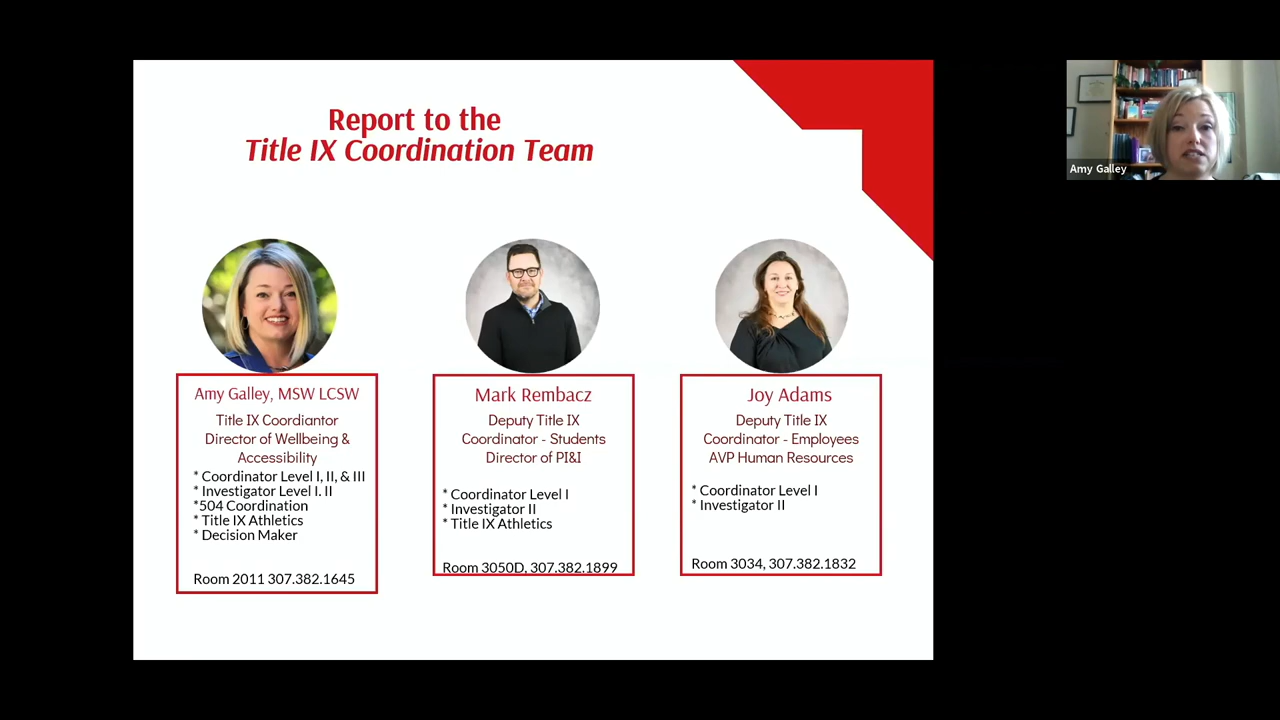 Report to the
Title IX Coordination Team
Amy Galley
Amy Galley, MSW LCSW
Title IX Coordiantor
Director of Wellbeing &
Accessibility
* Coordinator Level I, II, & III
* Investigator Level I. II
*504 Coordination
* Title IX Athletics
* Decision Maker
Room 2011 307.382.1645
Mark Rembacz
Deputy Title IX
Coordinator - Students
Director of PI&I
* Coordinator Level I
* Investigator II
* Title IX Athletics
Room 3050D, 307.382.1899
Joy Adams
Deputy Title IX
Coordinator - Employees
AVP Human Resources
* Coordinator Level I
* Investigator II
Room 3034, 307.382.1832